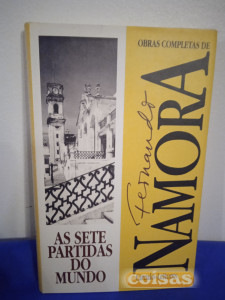 OBRAS COMPLETAS DE
Fernando
NAMORA
AS SETE
PARTIDAS
DO
MUNDO
coisas